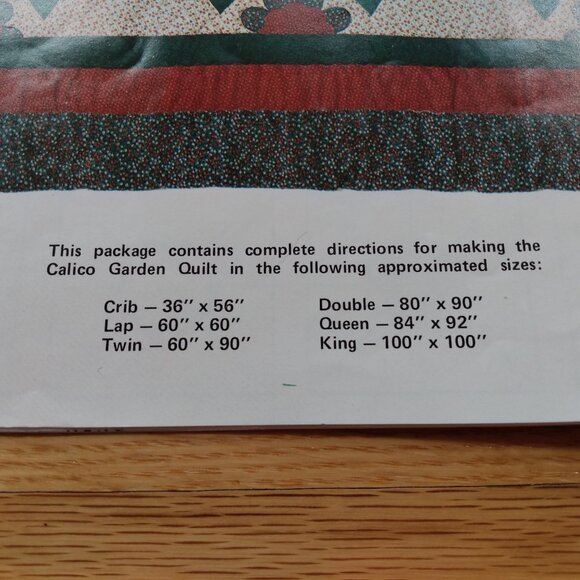 This package contains complete directions for making the
Calico Garden Quilt in the following approximated sizes:
Crib — 36" x 56"
Lap — 60" x 60"
Twin — 60" x 90"
Double — 80" x 90"
Queen — 84" x 92"
King — 100" x 100"